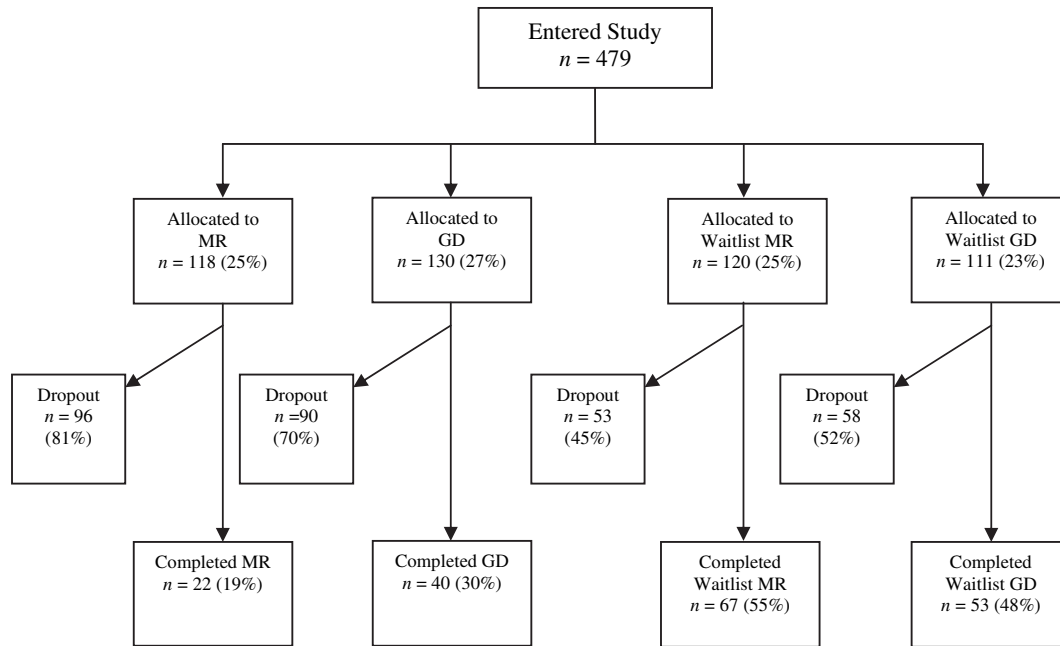 Entered Study
n = 479
Allocated to
MR
n = 118 (25%)
Allocated to
GD
n = 130 (27%)
Allocated to
Waitlist MR
n = 120 (25%)
Allocated to
Waitlist GD
n = 111 (23%)
Dropout
n = 96
(81%)
Dropout
n =90
(70%)
Dropout
n = 53
(45%)
Dropout
n = 58
(52%)
Completed MR
n = 22 (19%)
Completed GD
n = 40 (30%)
Completed
Waitlist MR
n = 67 (55%)
Completed
Waitlist GD
n = 53 (48%)